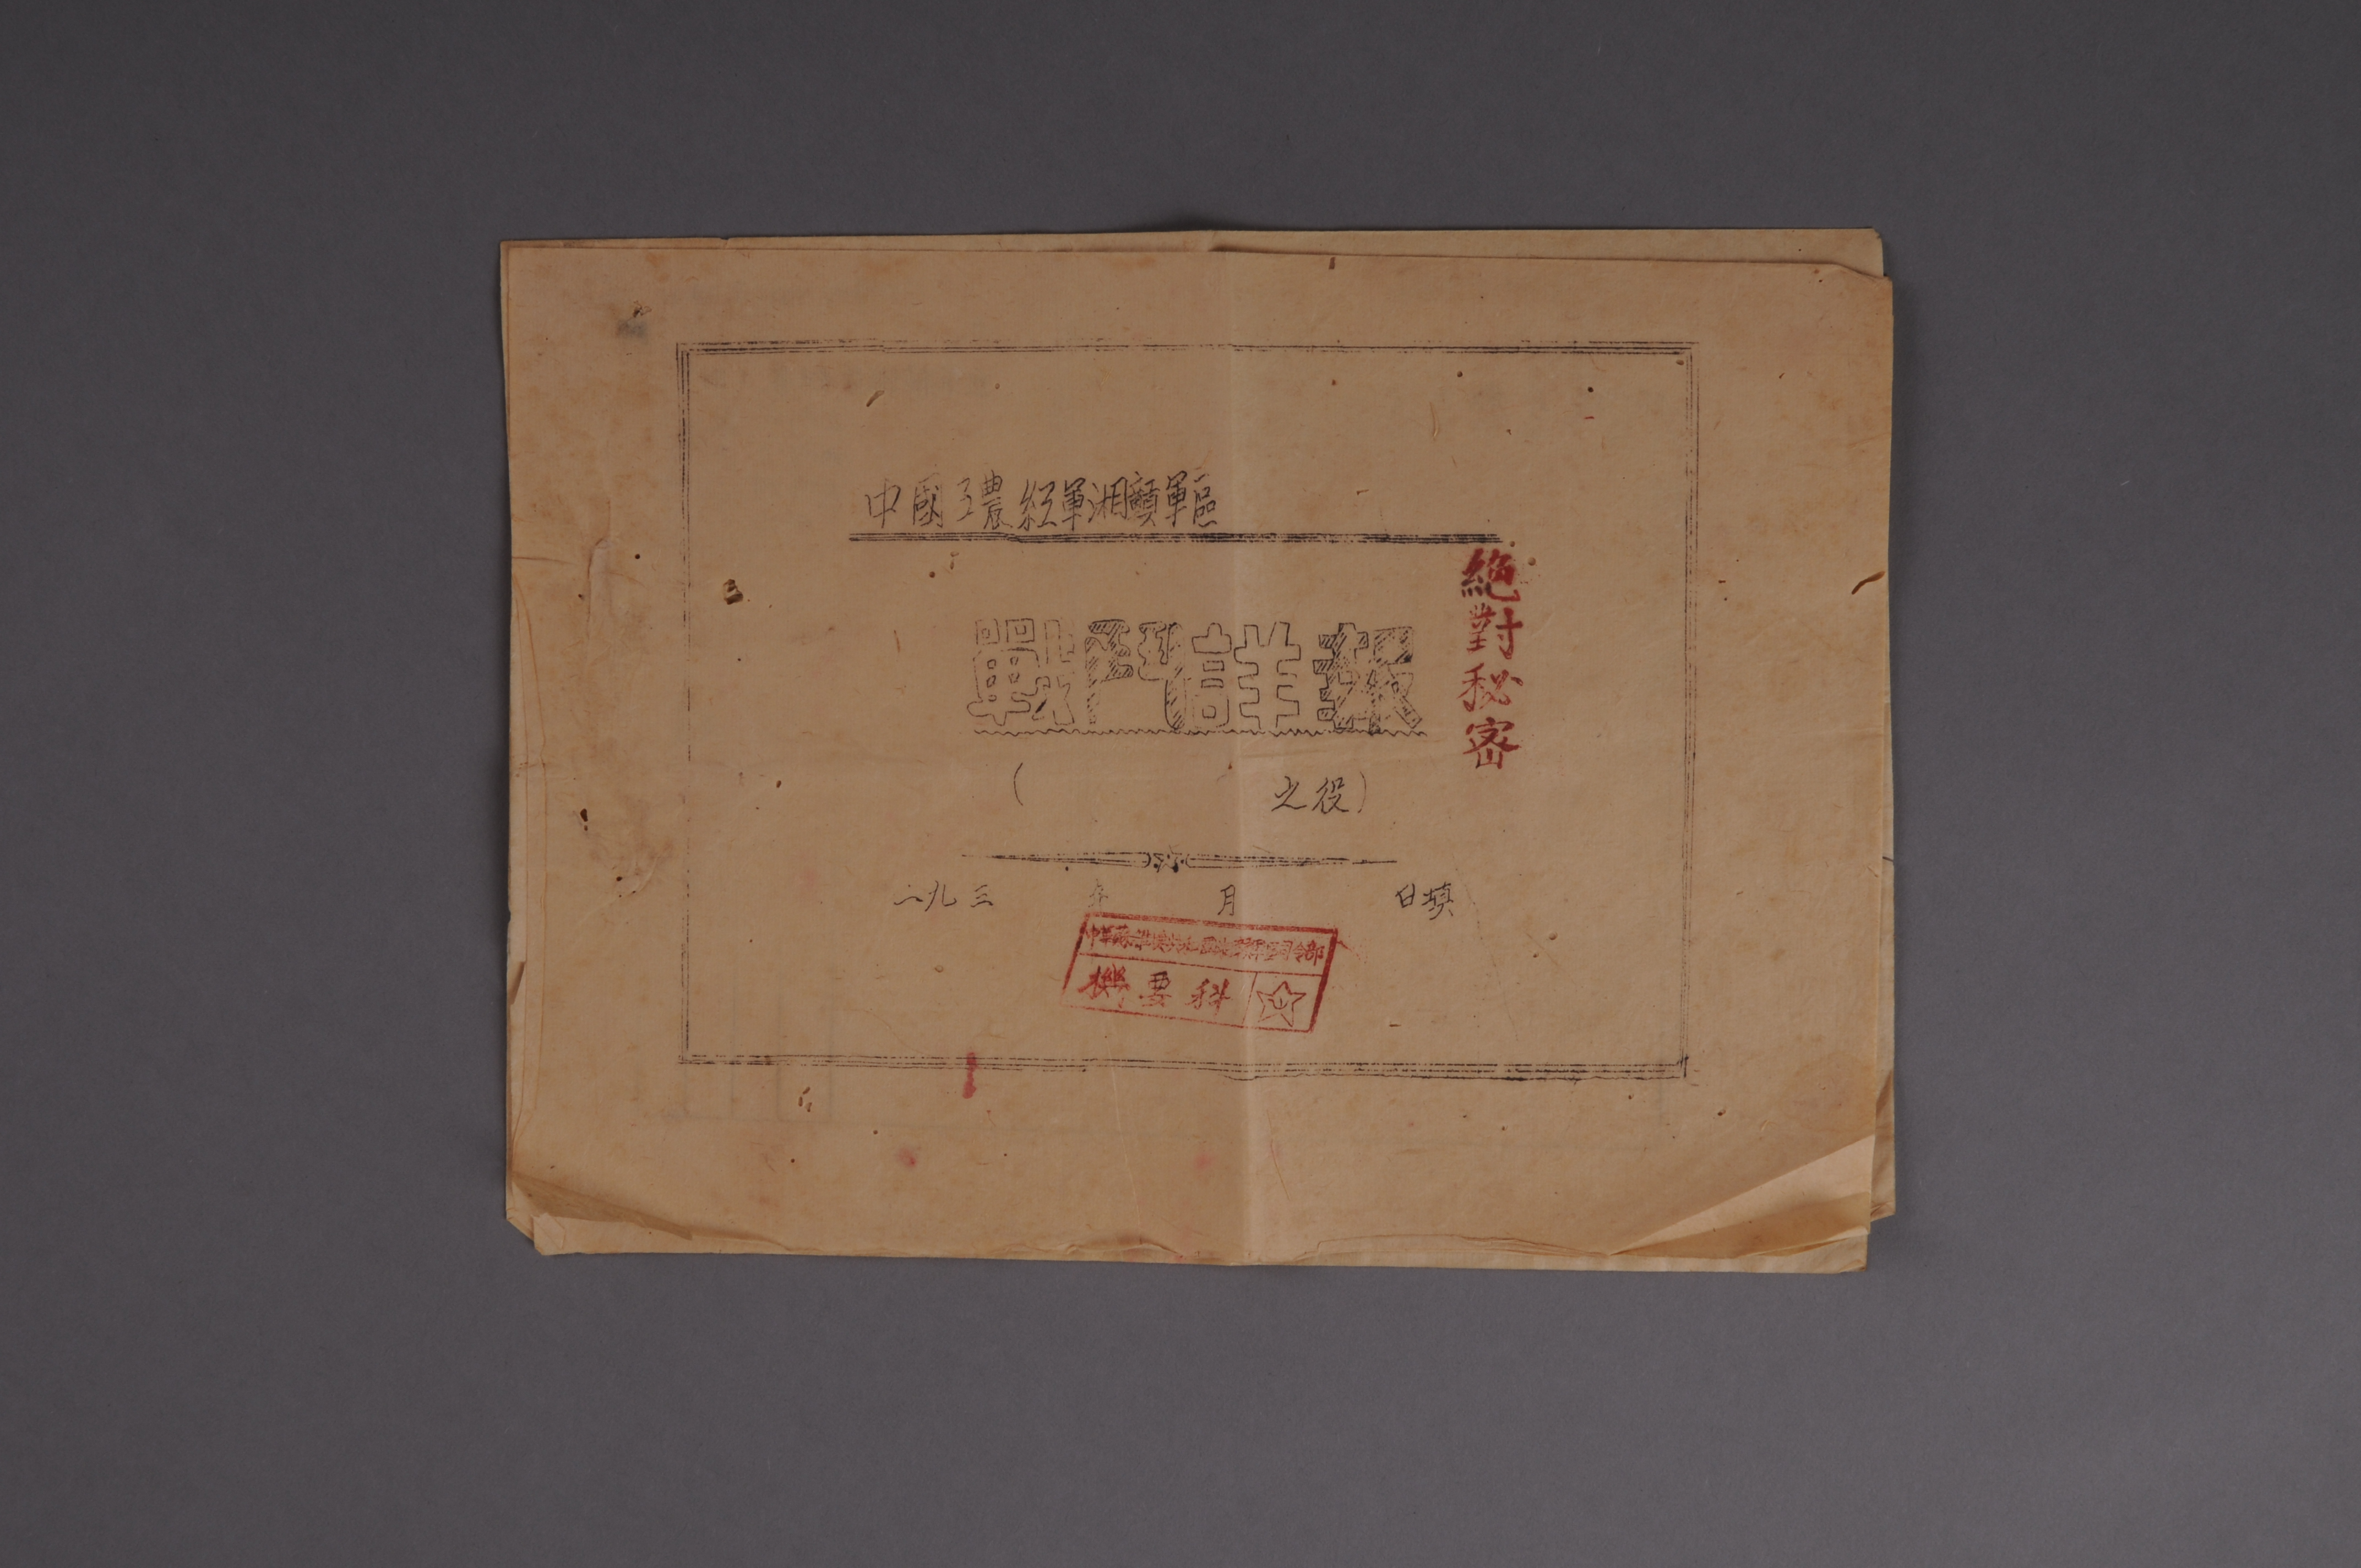 中國工農紅軍湘贛軍區
絕對秘密
戰鬥詳報
( 之役)
一九三 年 月 日填
機要科